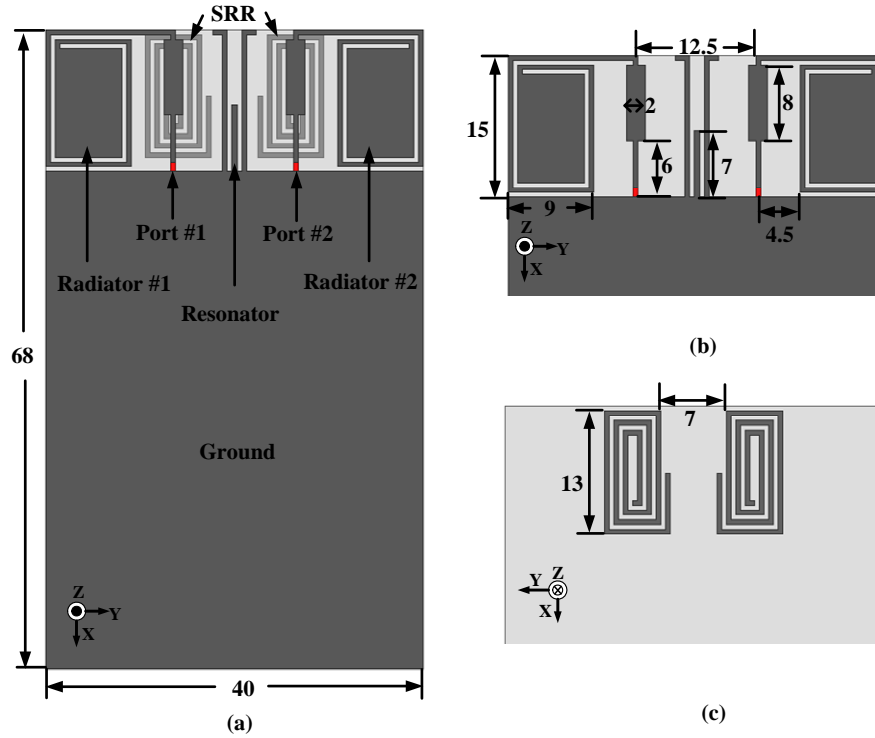 SRR
Port #1
Port #2
Radiator #1
Radiator #2
Resonator
68
Ground
Z
Y
X
40
(a)
12.5
2
8
15
6
7
9
4.5
Z
Y
X
(b)
7
13
Y
Z
X
(c)